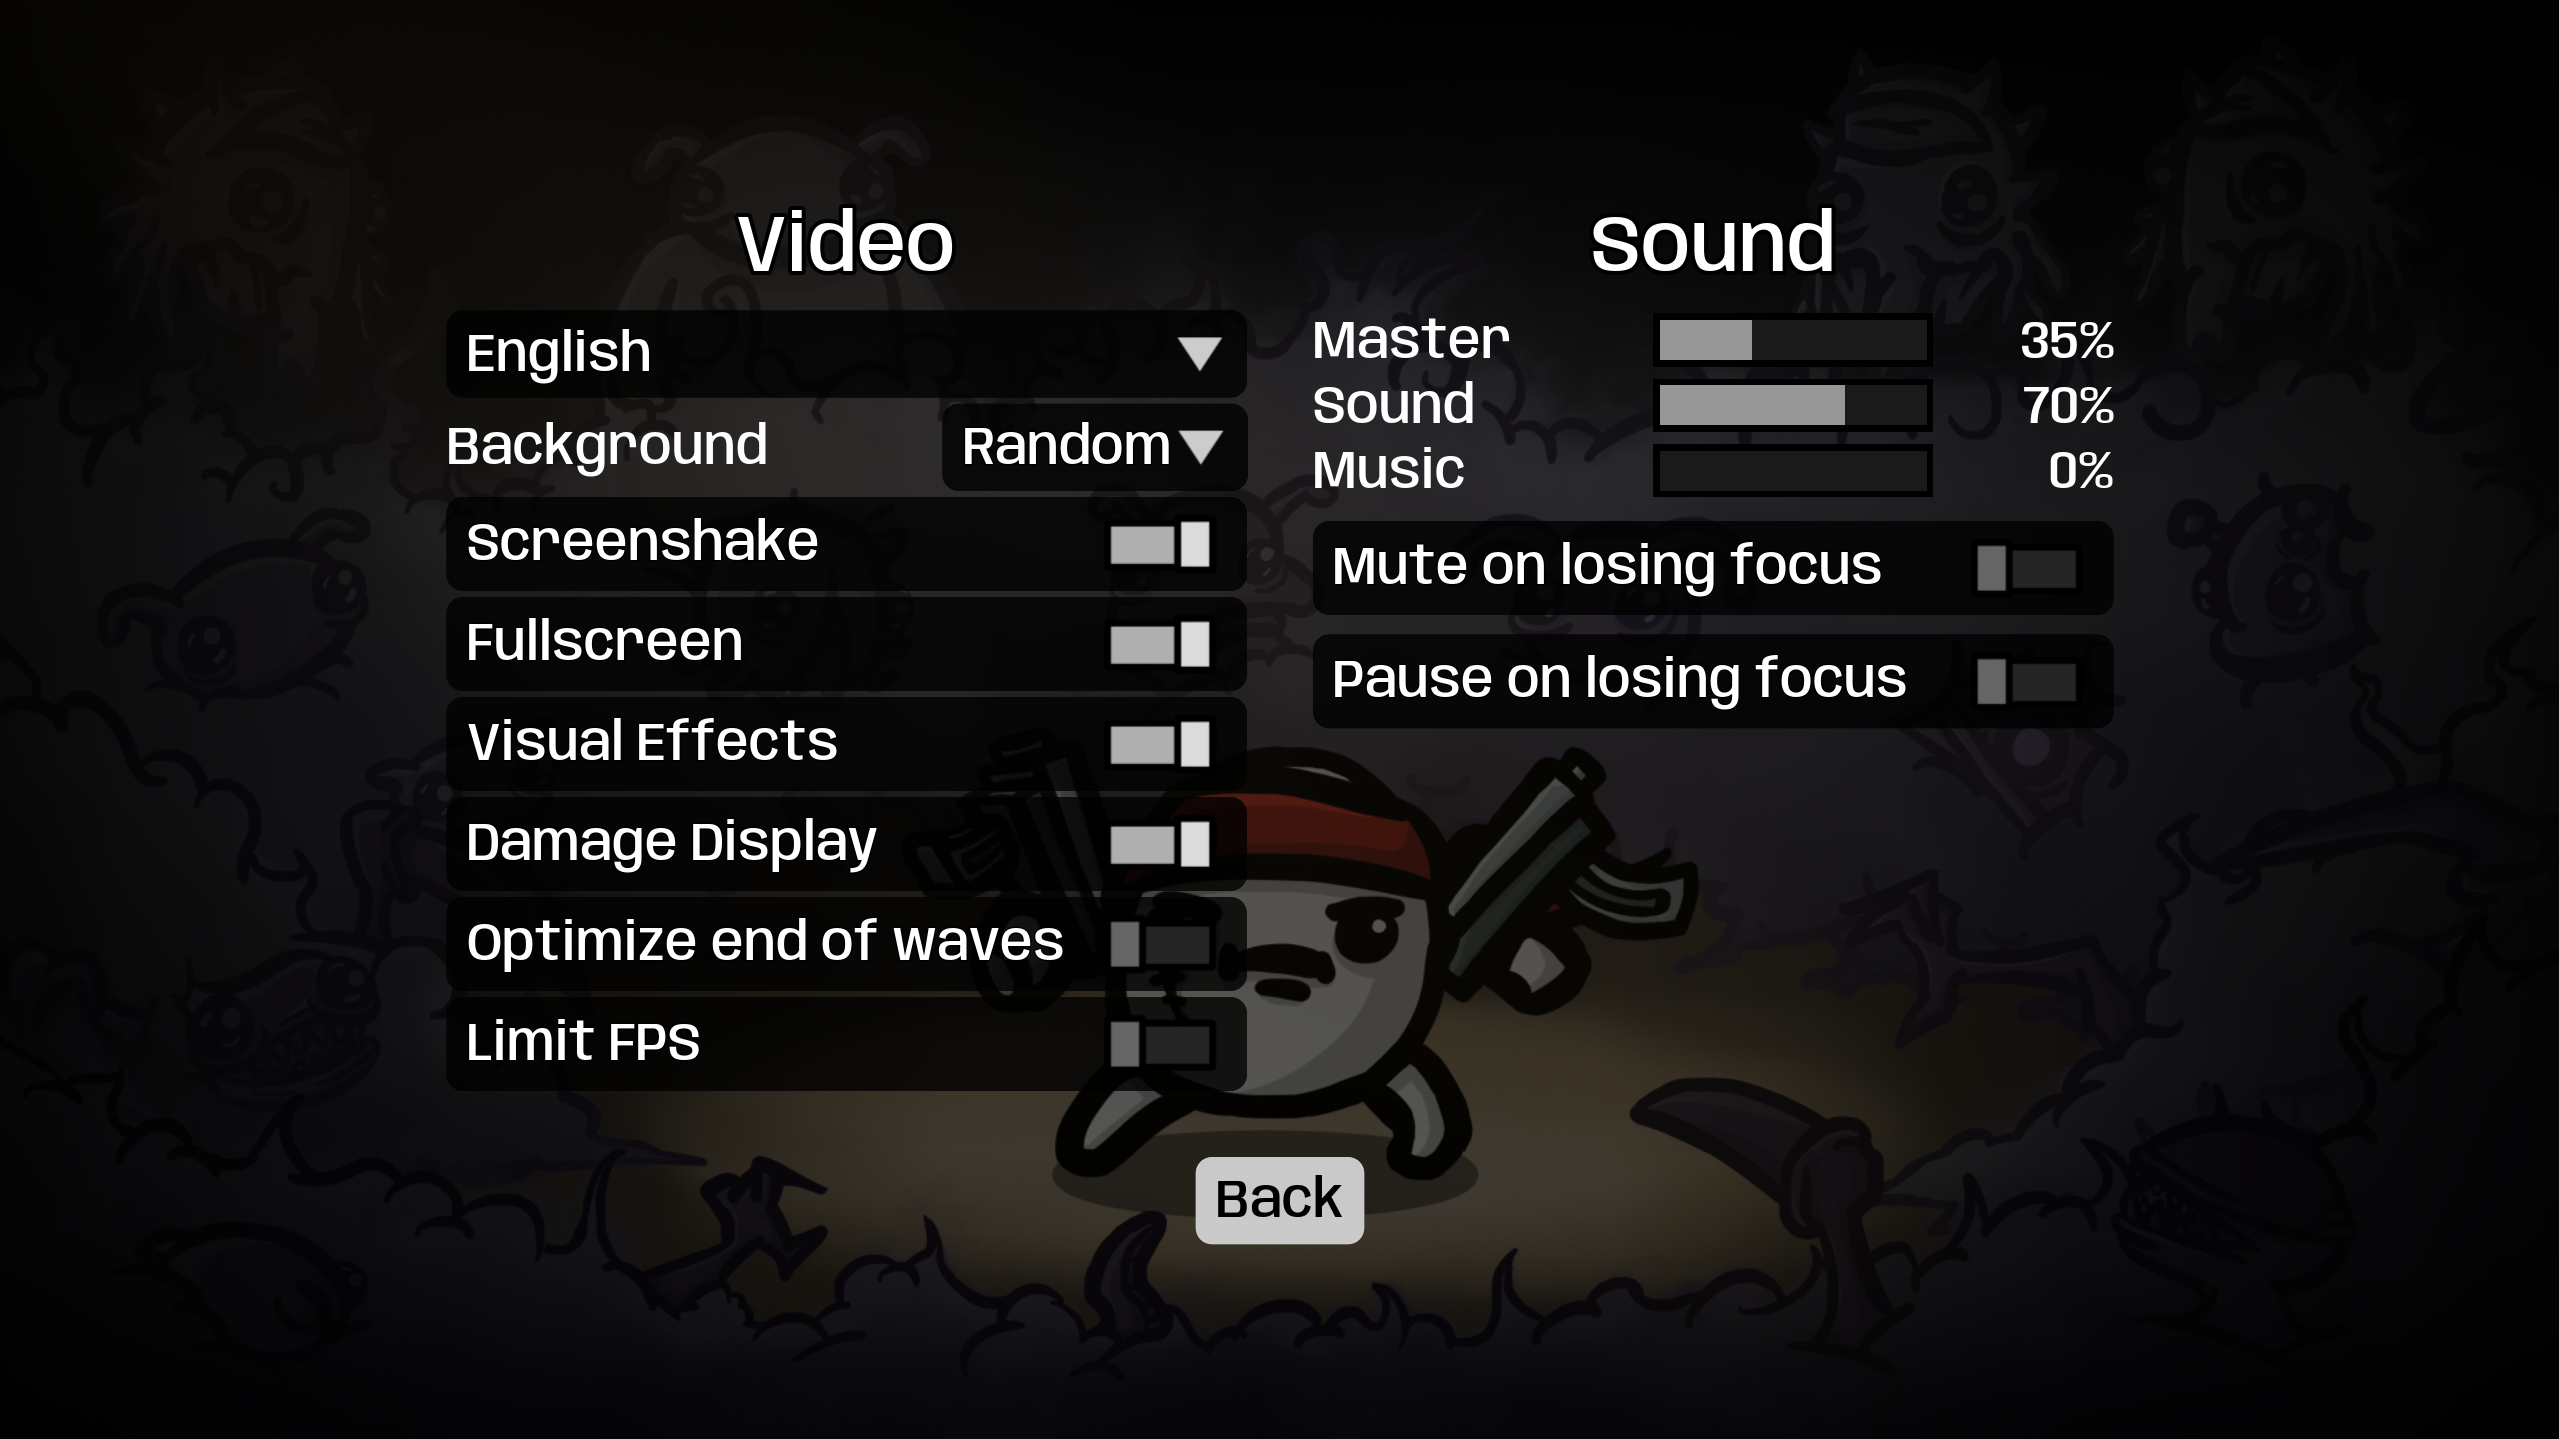 Video
English
Background Random
Screenshake
Fullscreen
Visual Effects
Damage Display
Optimize end of waves
Limit FPS
Sound
Master 35%
Sound 70%
Music 0%
Mute on losing focus
Pause on losing focus
Back